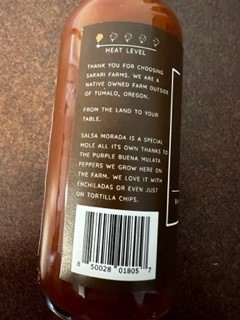 HEAT LEVEL
THANK YOU FOR CHOOSING
SAKARI FARMS. WE ARE A
NATIVE OWNED FARM OUTSIDE
OF TUMALO, OREGON.
FROM THE LAND TO YOUR
TABLE.
SALSA MORADA IS A SPECIAL
MOLE ALL ITS OWN THANKS TO
THE PURPLE BUENA MULATA
PEPPERS WE GROW HERE ON
THE FARM. WE LOVE IT WITH
ENCHILADAS OR EVEN JUST
ON TORTILLA CHIPS.
8 50028 01805 7